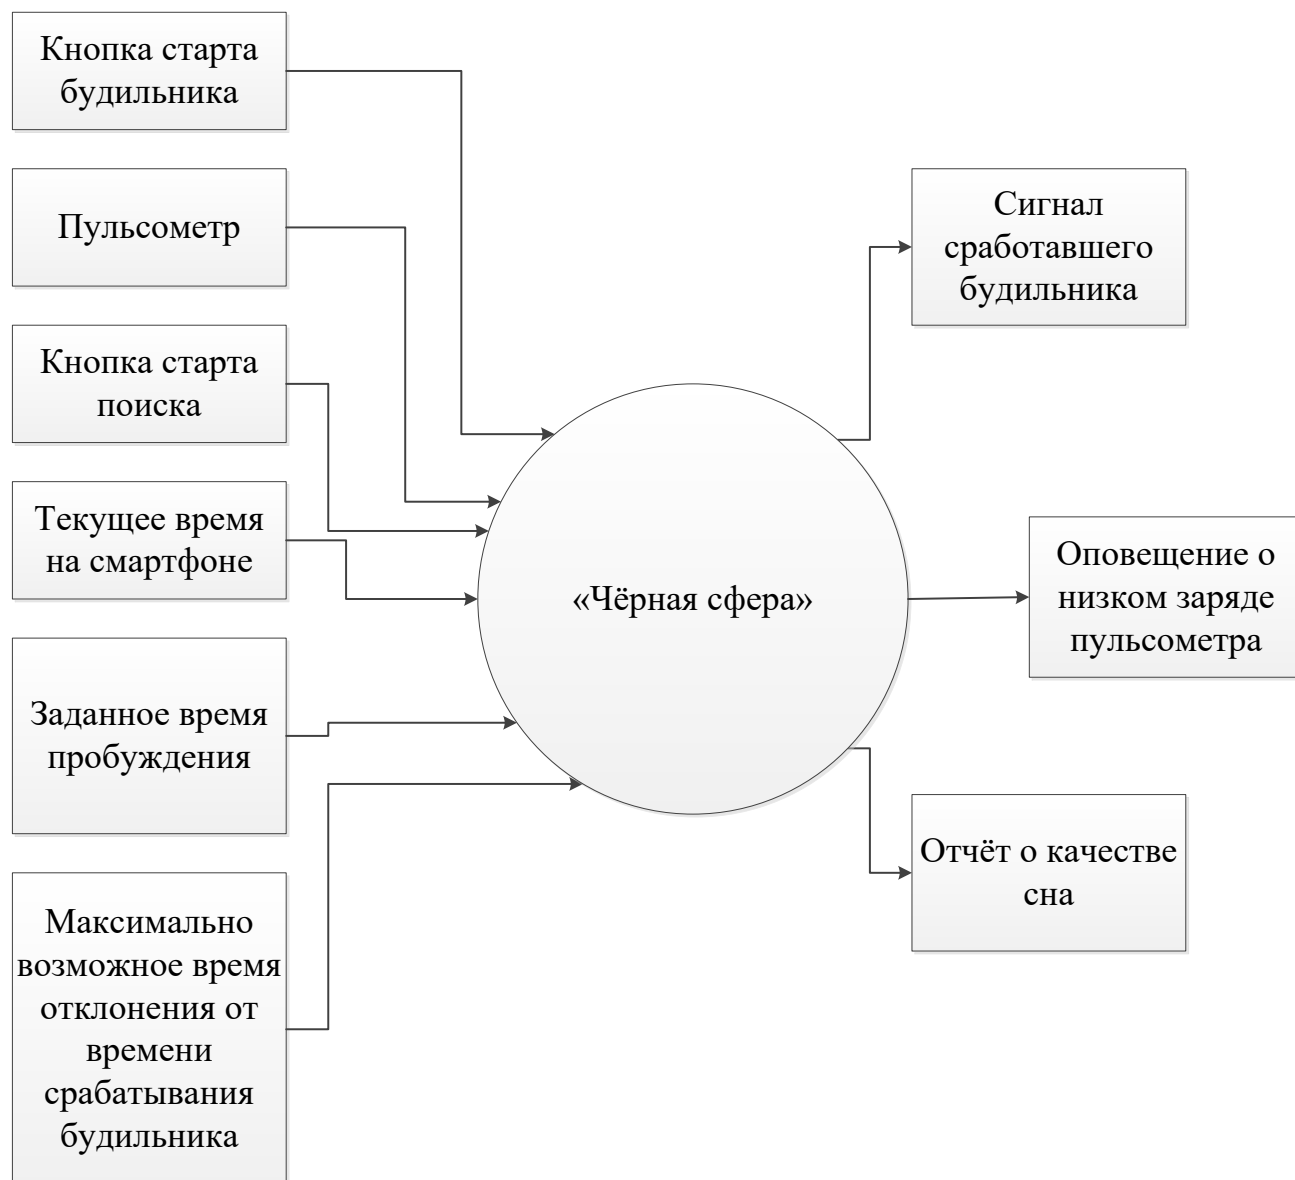 Кнопка старта
будильника
Пульсометр
Кнопка старта
поиска
Текущее время
на смартфоне
Заданное время
пробуждения
Максимально
возможное время
отклонения от
времени
срабатывания
будильника
«Чёрная сфера»
Сигнал
сработавшего
будильника
Оповещение о
низком заряде
пульсометра
Отчёт о качестве
сна